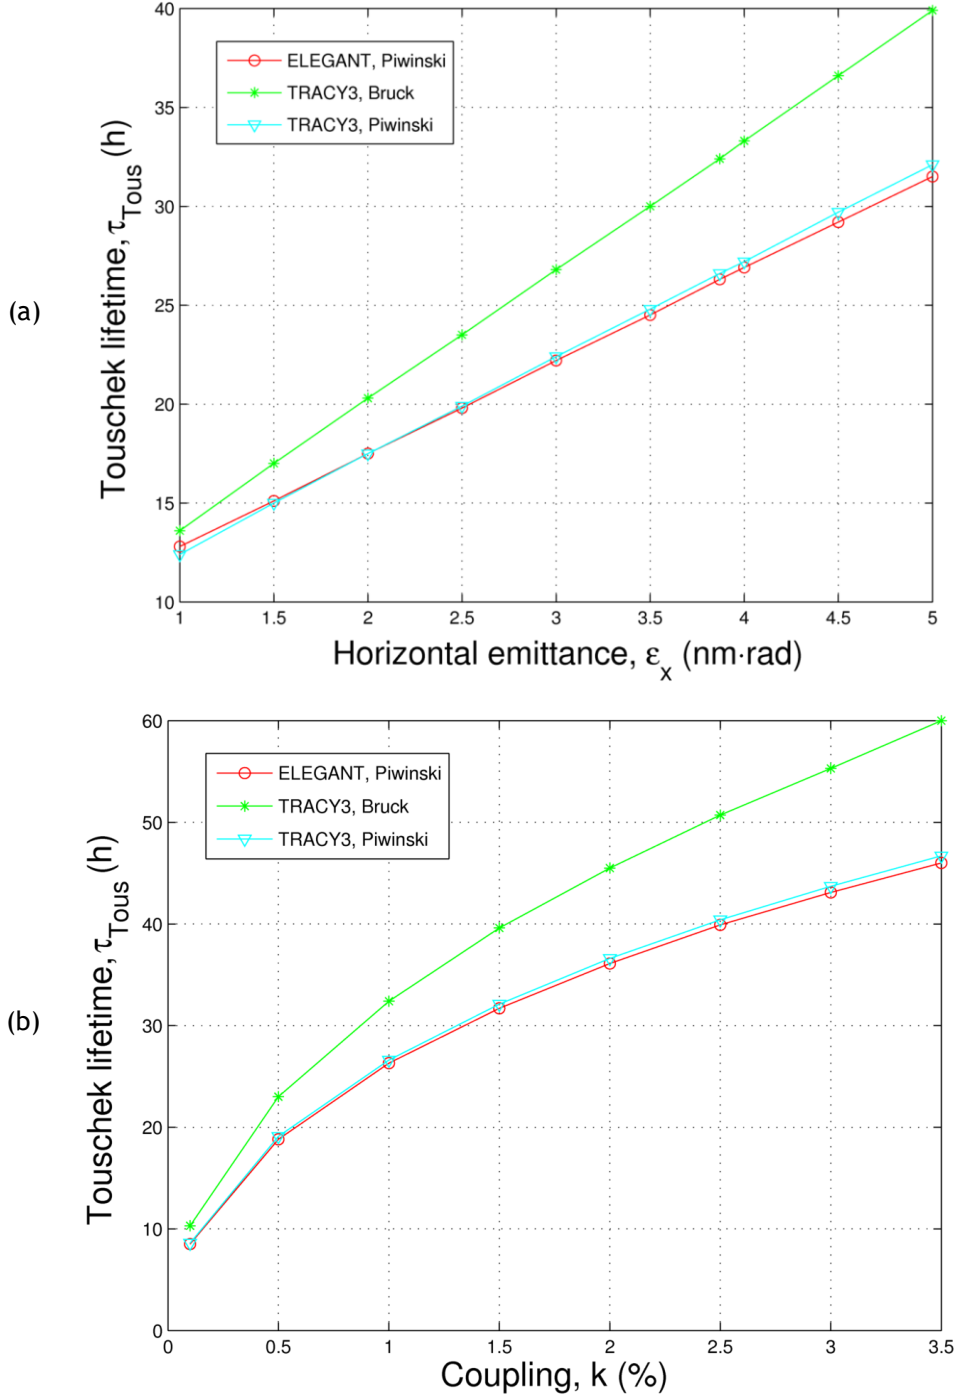 (a)
Touschek lifetime, τTous (h)
40
35
30
25
20
15
10
ELEGANT, Piwinski
TRACY3, Bruck
TRACY3, Piwinski
1 1.5 2 2.5 3 3.5 4 4.5 5
Horizontal emittance, εx (nm·rad)
(b)
Touschek lifetime, τTous (h)
60
50
40
30
20
10
0
ELEGANT, Piwinski
TRACY3, Bruck
TRACY3, Piwinski
0 0.5 1 1.5 2 2.5 3 3.5
Coupling, k (%)